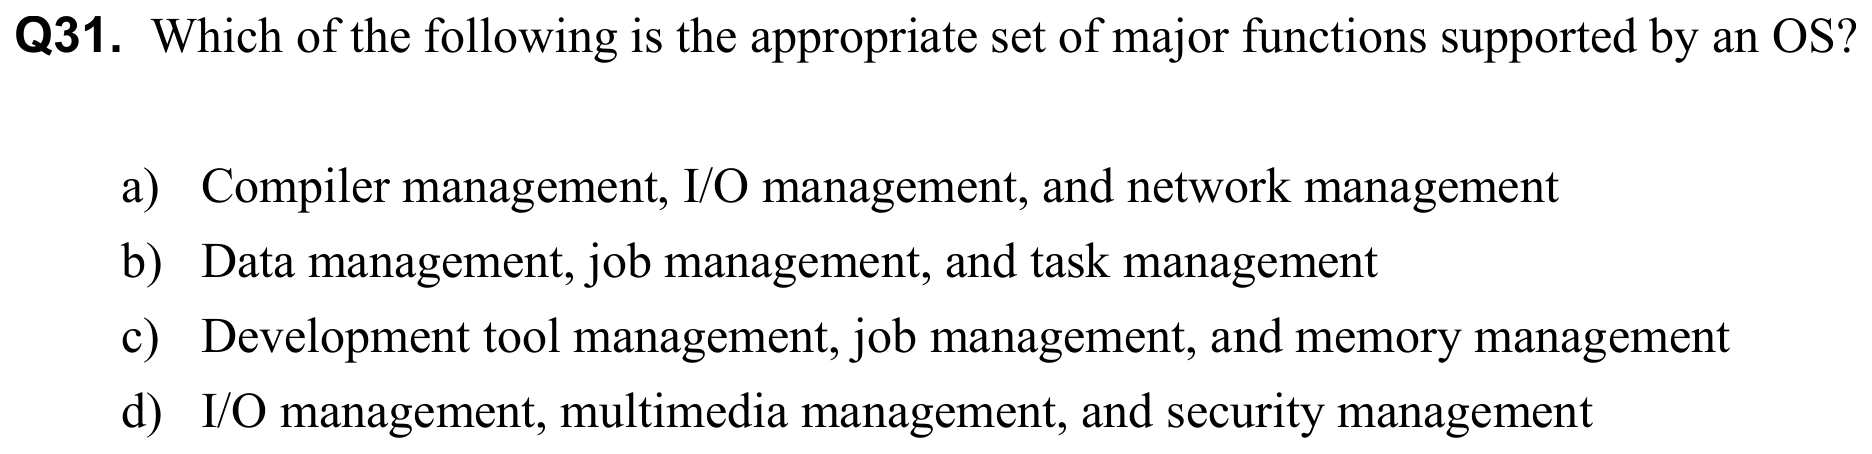 Q31. Which of the following is the appropriate set of major functions supported by an OS?
a) Compiler management, I/O management, and network management
b) Data management, job management, and task management
c) Development tool management, job management, and memory management
d) I/O management, multimedia management, and security management